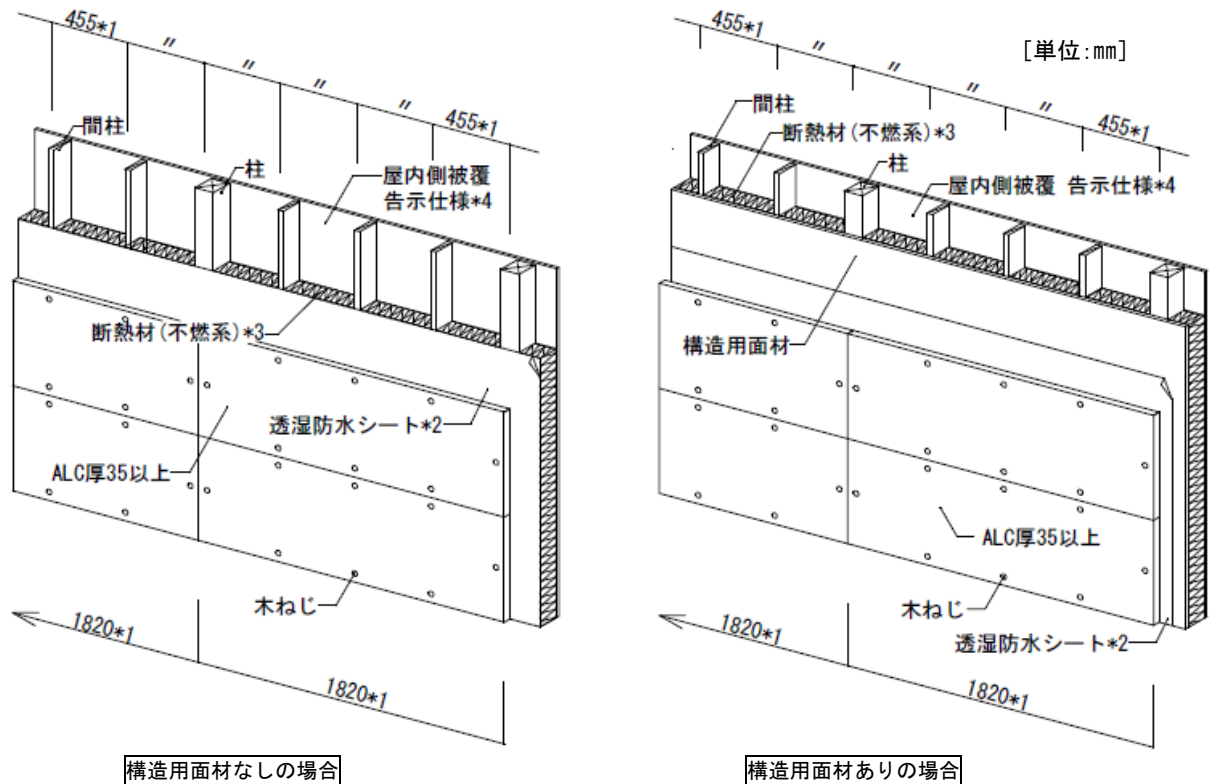 455*1
〃
〃
〃
〃
455*1
間柱
柱
屋内側被覆
告示仕様*4
断熱材(不燃系)*3
透湿防水シート*2
ALC厚35以上
木ねじ
1820*1
1820*1
構造用面材なしの場合
[単位:mm]
455*1
〃
〃
〃
〃
455*1
間柱
断熱材(不燃系)*3
柱
屋内側被覆 告示仕様*4
構造用面材
ALC厚35以上
木ねじ
透湿防水シート*2
1820*1
1820*1
構造用面材ありの場合